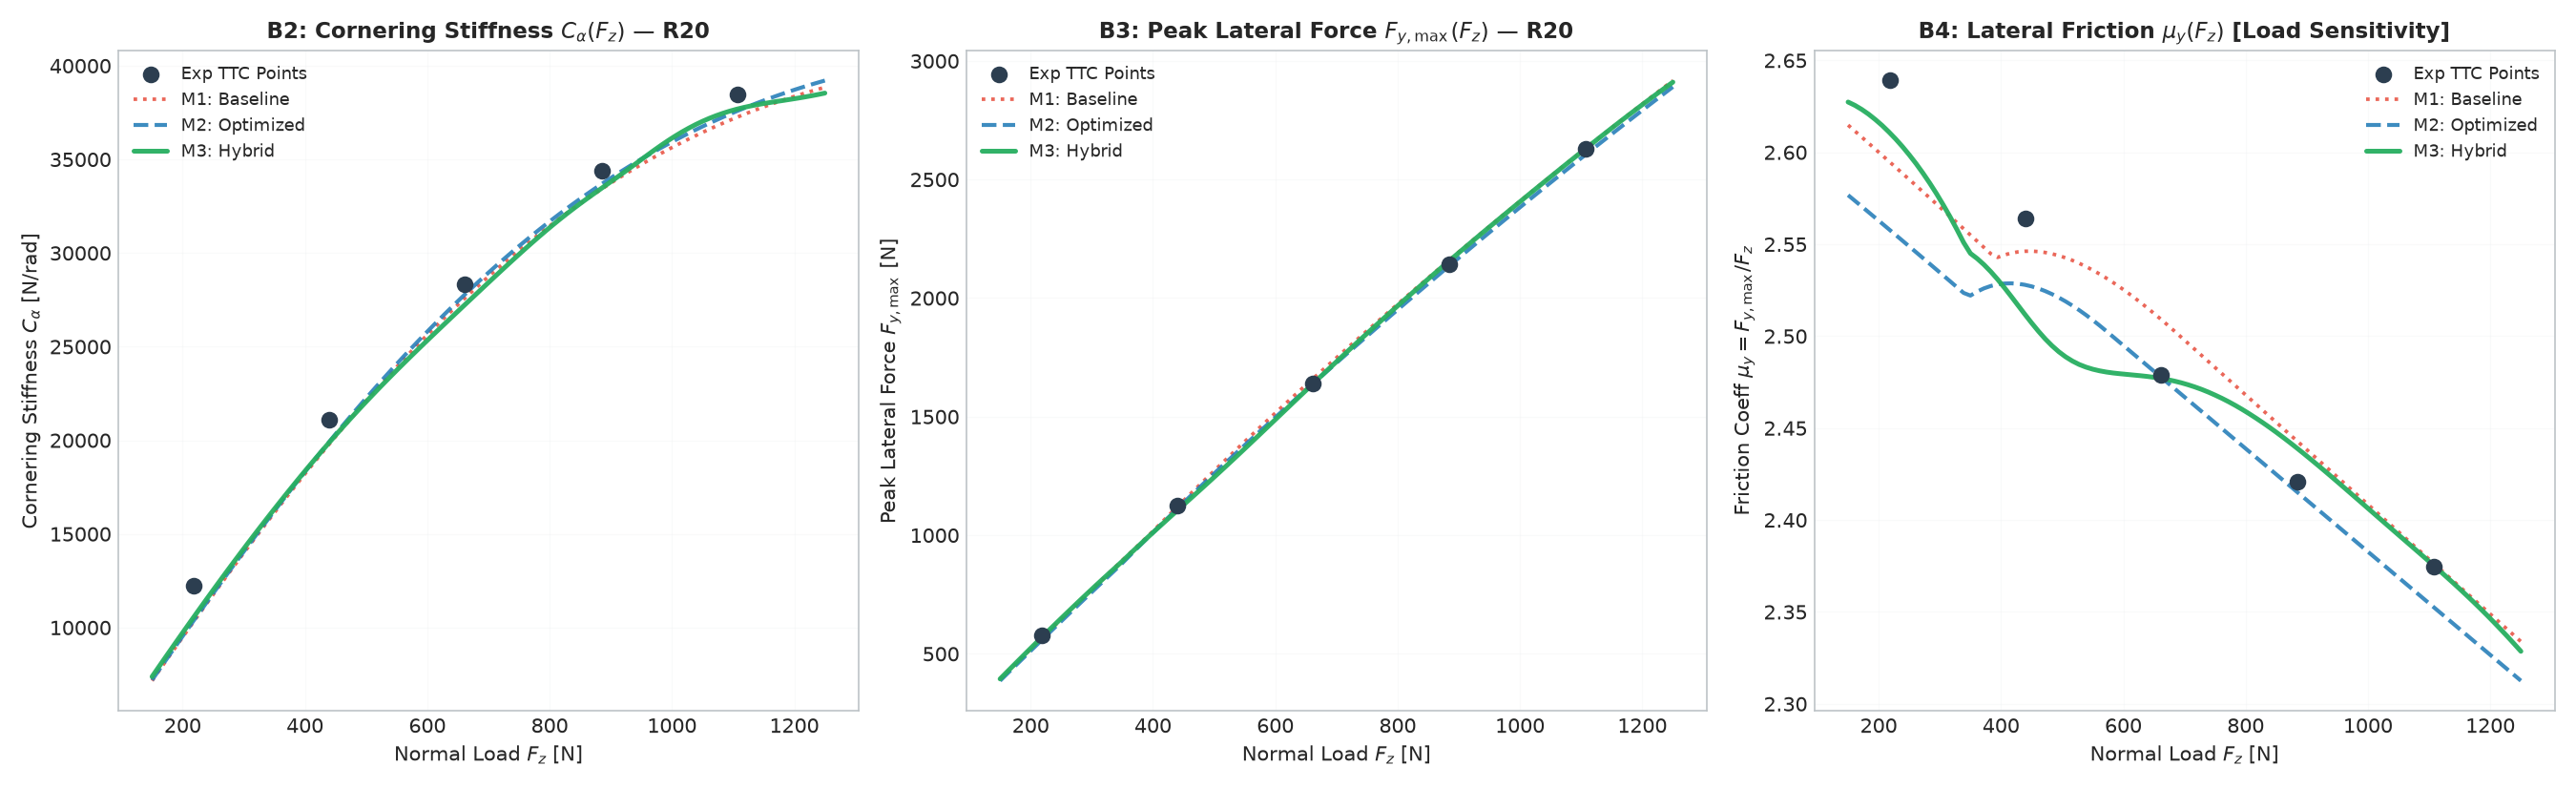 B2: Cornering Stiffness Cα(Fz) — R20
40000
35000
30000
25000
20000
15000
10000
Cornering Stiffness Cα [N/rad]
Exp TTC Points
M1: Baseline
M2: Optimized
M3: Hybrid
200 400 600 800 1000 1200
Normal Load Fz [N]
B3: Peak Lateral Force Fy,max(Fz) — R20
3000
2500
2000
1500
1000
500
Peak Lateral Force Fy,max [N]
Exp TTC Points
M1: Baseline
M2: Optimized
M3: Hybrid
200 400 600 800 1000 1200
Normal Load Fz [N]
B4: Lateral Friction μy(Fz) [Load Sensitivity]
2.65
2.60
2.55
2.50
2.45
2.40
2.35
2.30
Friction Coeff μy = Fy,max/Fz
Exp TTC Points
M1: Baseline
M2: Optimized
M3: Hybrid
200 400 600 800 1000 1200
Normal Load Fz [N]